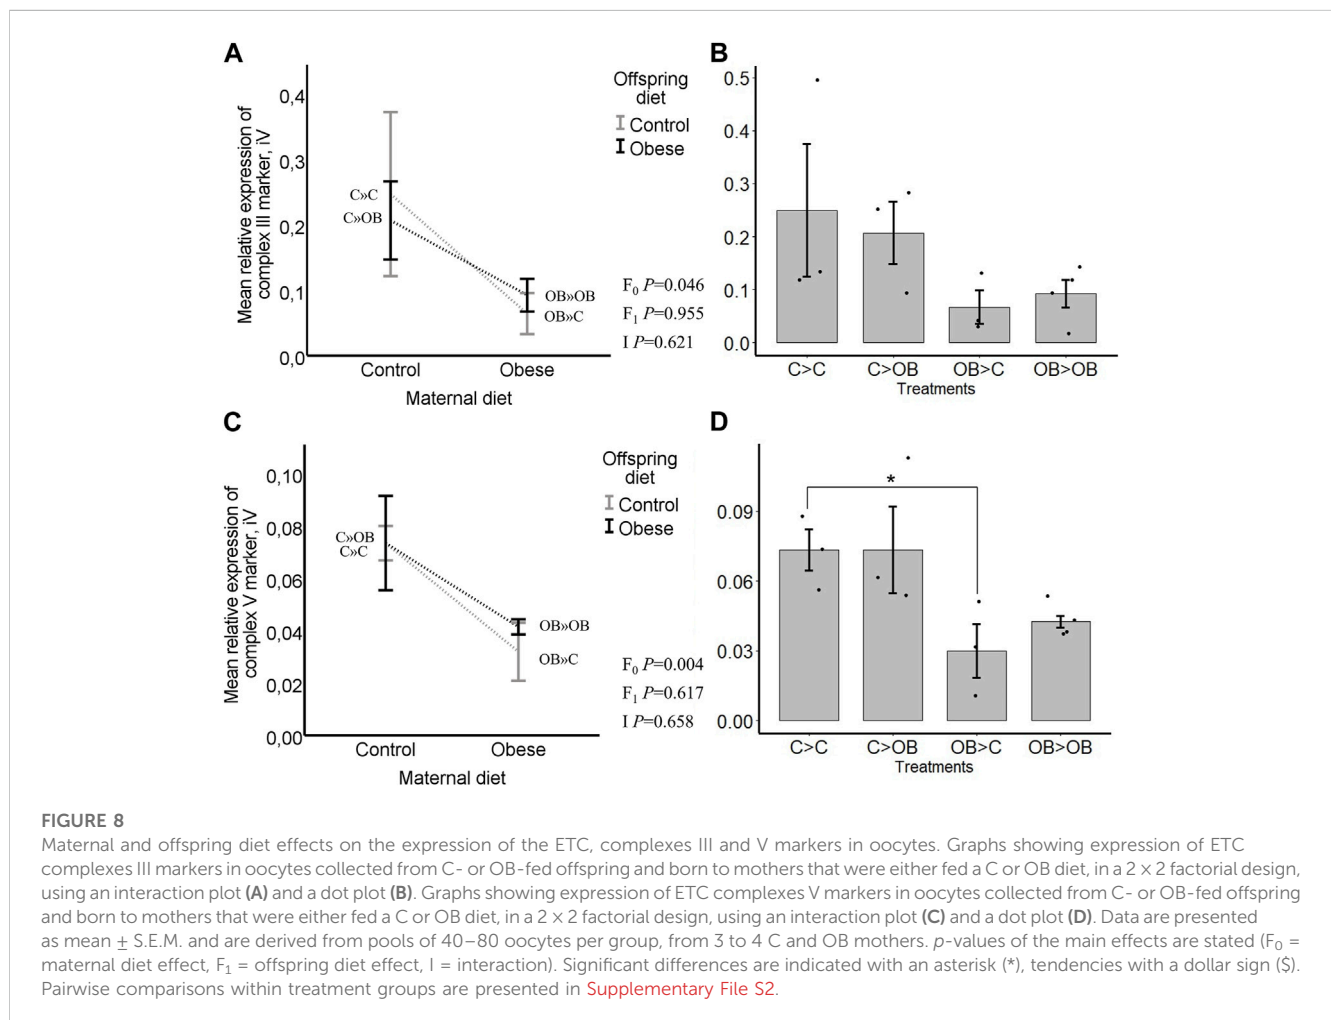 A
Mean relative expression of
complex III marker, iV
0,4
0,3
0,2
0,1
0,0
C»C
C»OB
OB»OB
OB»C
Control
Obese
Maternal diet
Offspring
diet
Control
Obese
F0 P=0.046
F1 P=0.955
I P=0.621
B
0.5
0.4
0.3
0.2
0.1
0.0
C>C
C>OB
OB>C
OB>OB
Treatments
C
Mean relative expression of
complex V marker, iV
0,10
0,08
0,06
0,04
0,02
0,00
C»OB
C»C
OB»OB
OB»C
Control
Obese
Maternal diet
Offspring
diet
Control
Obese
F0 P=0.004
F1 P=0.617
I P=0.658
D
*
0.09
0.06
0.03
0.00
C>C
C>OB
OB>C
OB>OB
Treatments
FIGURE 8
Maternal and offspring diet effects on the expression of the ETC, complexes III and V markers in oocytes. Graphs showing expression of ETC
complexes III markers in oocytes collected from C- or OB-fed offspring and born to mothers that were either fed a C or OB diet, in a 2 × 2 factorial design,
using an interaction plot (A) and a dot plot (B). Graphs showing expression of ETC complexes V markers in oocytes collected from C- or OB-fed offspring
and born to mothers that were either fed a C or OB diet, in a 2 × 2 factorial design, using an interaction plot (C) and a dot plot (D). Data are presented
as mean ± S.E.M. and are derived from pools of 40–80 oocytes per group, from 3 to 4 C and OB mothers. p-values of the main effects are stated (F0 =
maternal diet effect, F1 = offspring diet effect, I = interaction). Significant differences are indicated with an asterisk (*), tendencies with a dollar sign ($).
Pairwise comparisons within treatment groups are presented in Supplementary File S2.